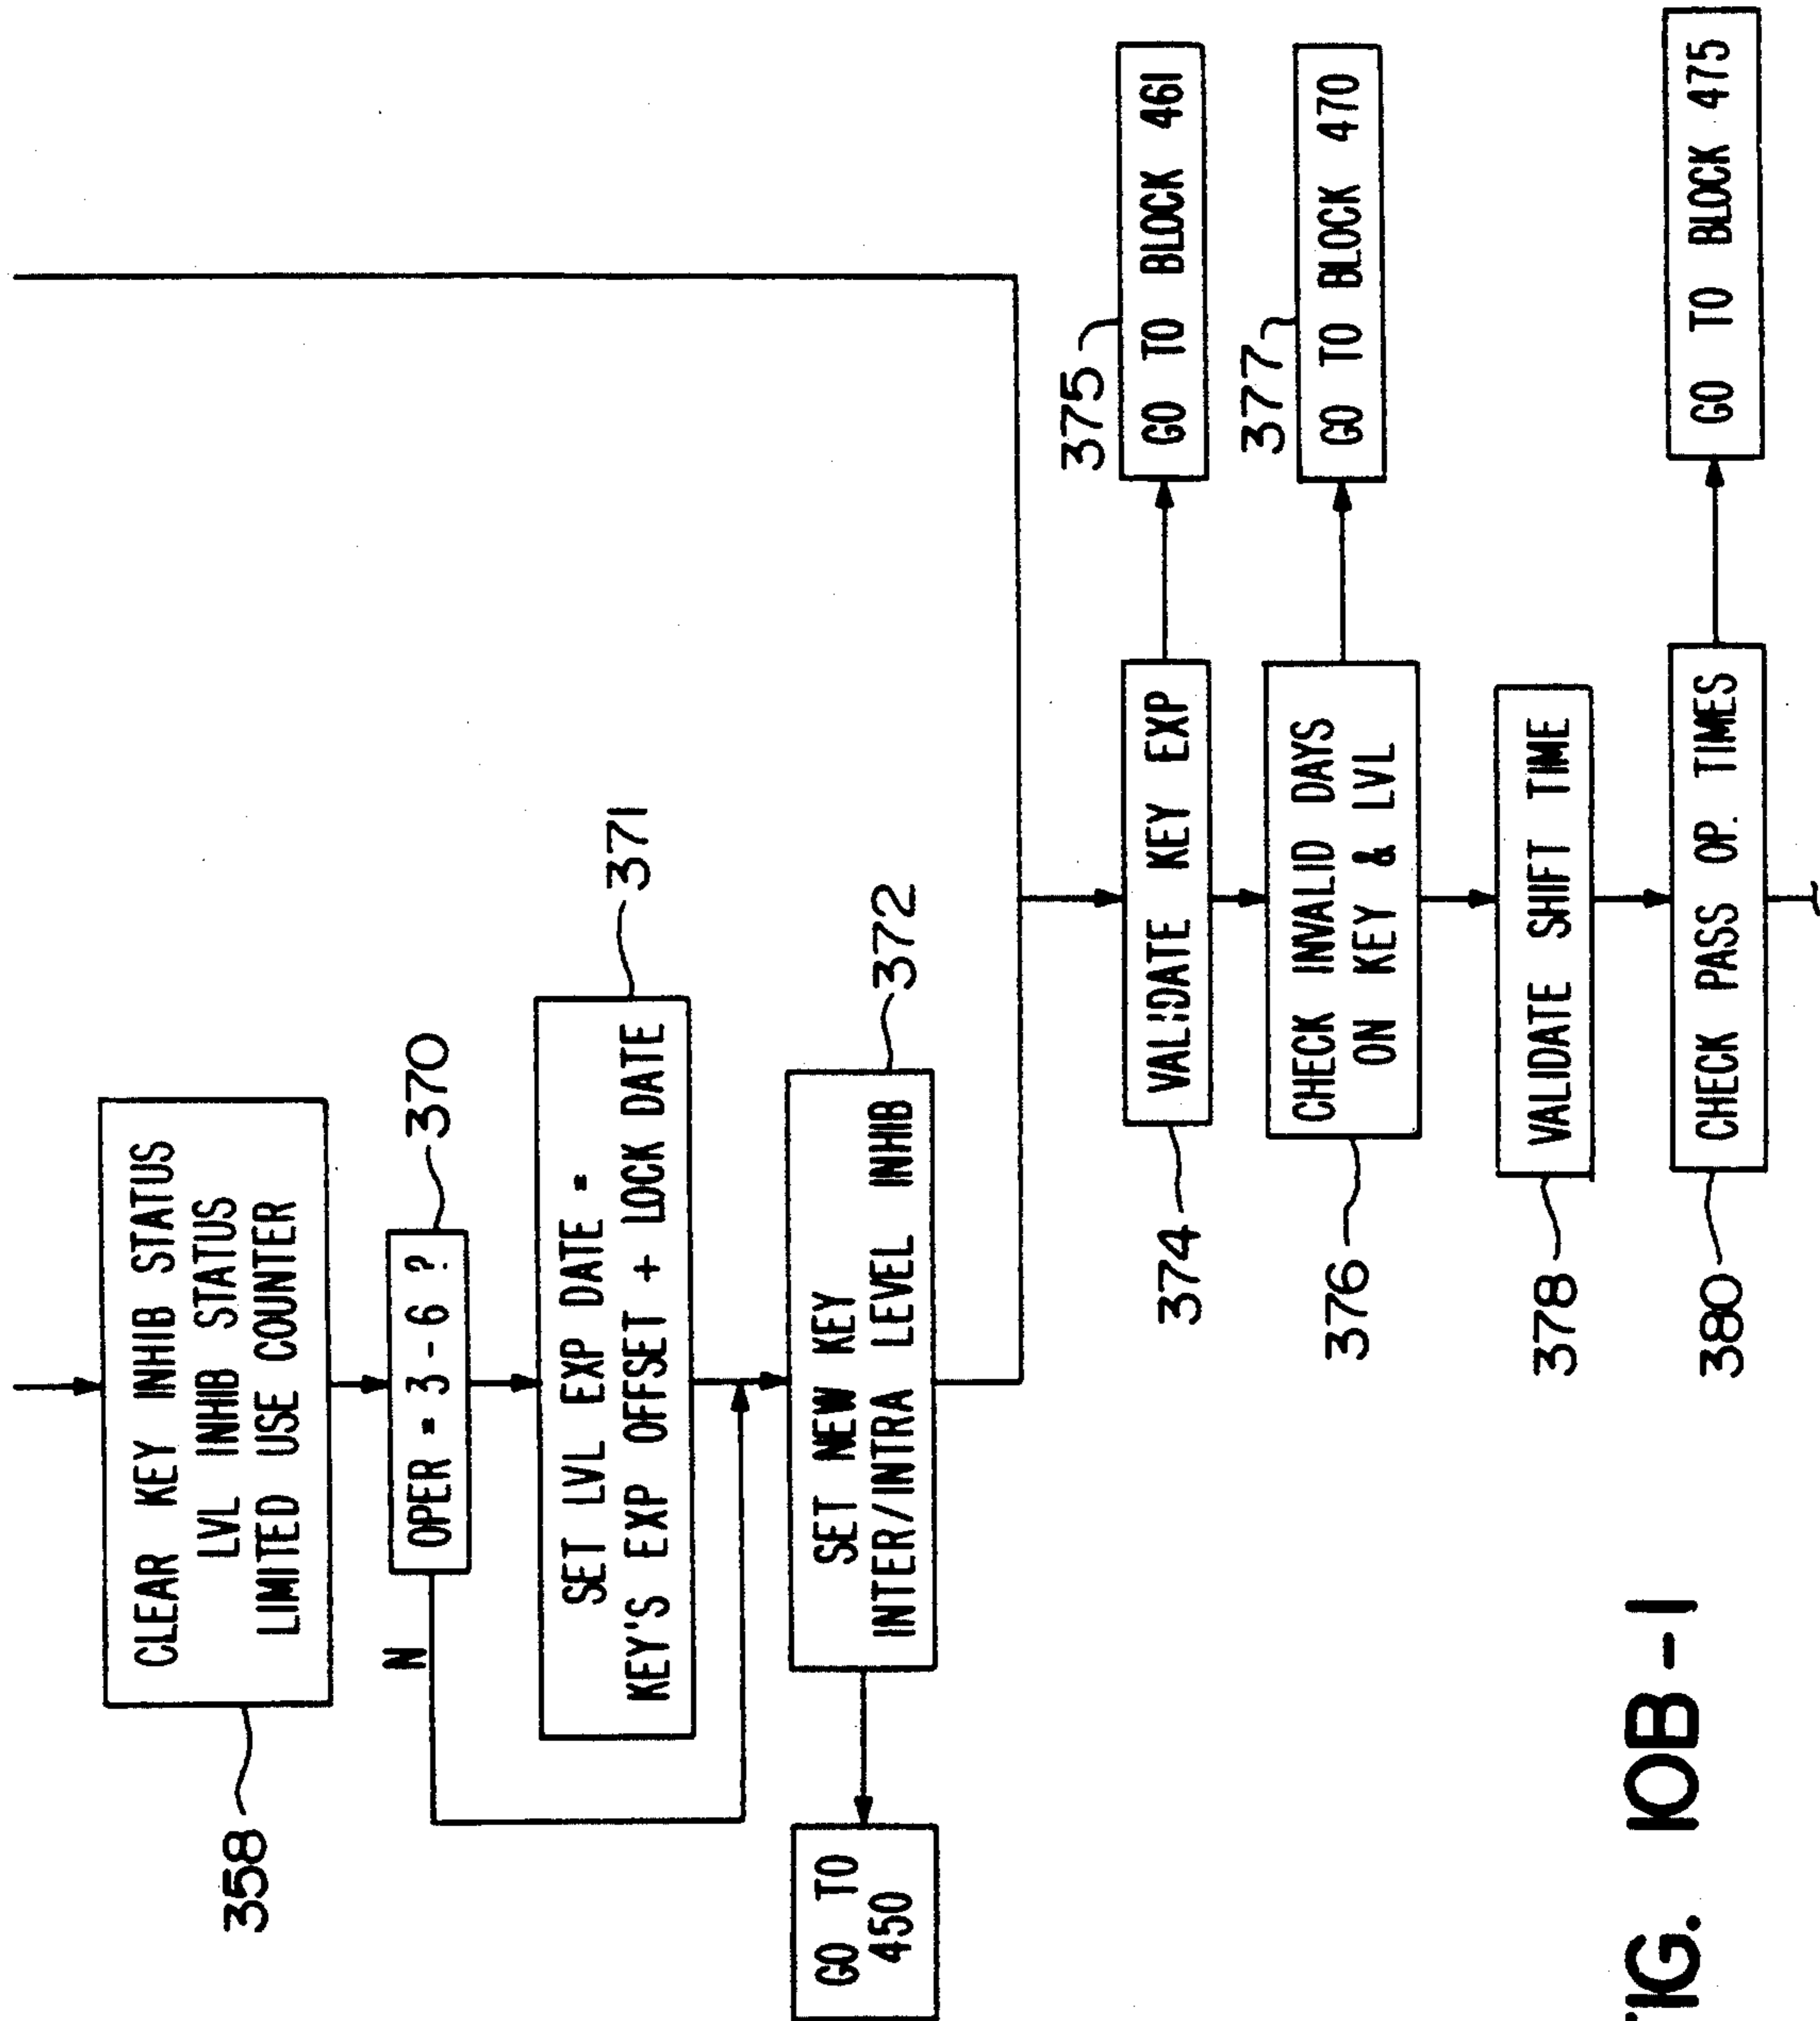 358
CLEAR KEY INHIB STATUS
LVL INHIB STATUS
LIMITED USE COUNTER
370
OPER = 3 - 6 ?
N
371
SET LVL EXP DATE =
KEY'S EXP OFFSET + LOCK DATE
372
SET NEW KEY
INTER/INTRA LEVEL INHIB
GO TO
450
374
VALIDATE KEY EXP
375
GO TO BLOCK 461
376
CHECK INVALID DAYS
ON KEY & LVL
377
GO TO BLOCK 470
378
VALIDATE SHIFT TIME
380
CHECK PASS OP. TIMES
GO TO BLOCK 475
FIG. 10B-1